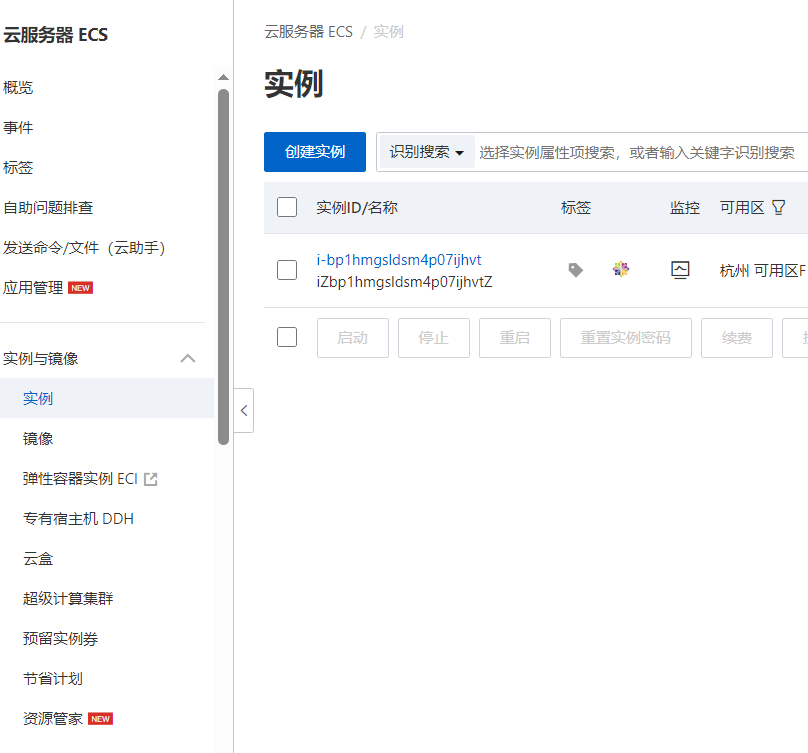 云服务器 ECS
概览
事件
标签
自助问题排查
发送命令/文件（云助手）
应用管理 NEW
实例与镜像
实例
镜像
弹性容器实例 ECI
专有宿主机 DDH
云盒
超级计算集群
预留实例券
节省计划
资源管家 NEW
云服务器 ECS / 实例
实例
创建实例 识别搜索 选择实例属性项搜索，或者输入关键字识别搜索
实例ID/名称 标签 监控 可用区
i-bp1hmgsldsm4p07ijhvt
iZbp1hmgsldsm4p07ijhvtZ
杭州 可用区F
启动 停止 重启 重置实例密码 续费